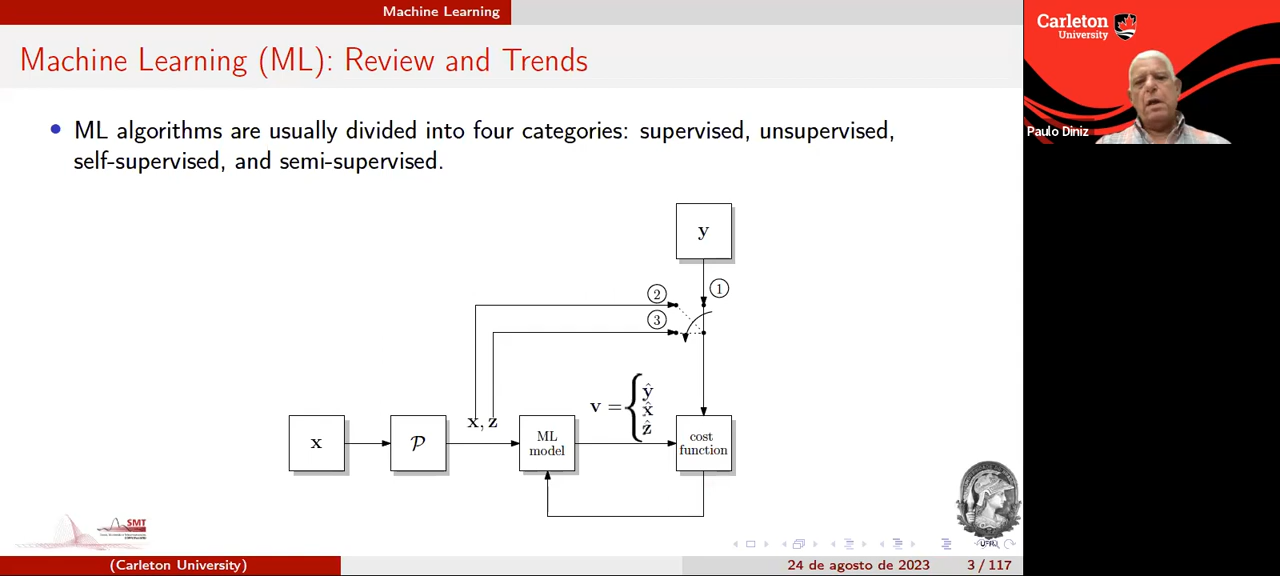 Machine Learning
Machine Learning (ML): Review and Trends
ML algorithms are usually divided into four categories: supervised, unsupervised,
self-supervised, and semi-supervised.
y
2
1
3
v = { ŷ
x̂
ẑ
x, z
x
𝒫
ML
model
cost
function
SMT
UFRJ
(Carleton University)
24 de agosto de 2023
3 / 117
Carleton
University
Paulo Diniz